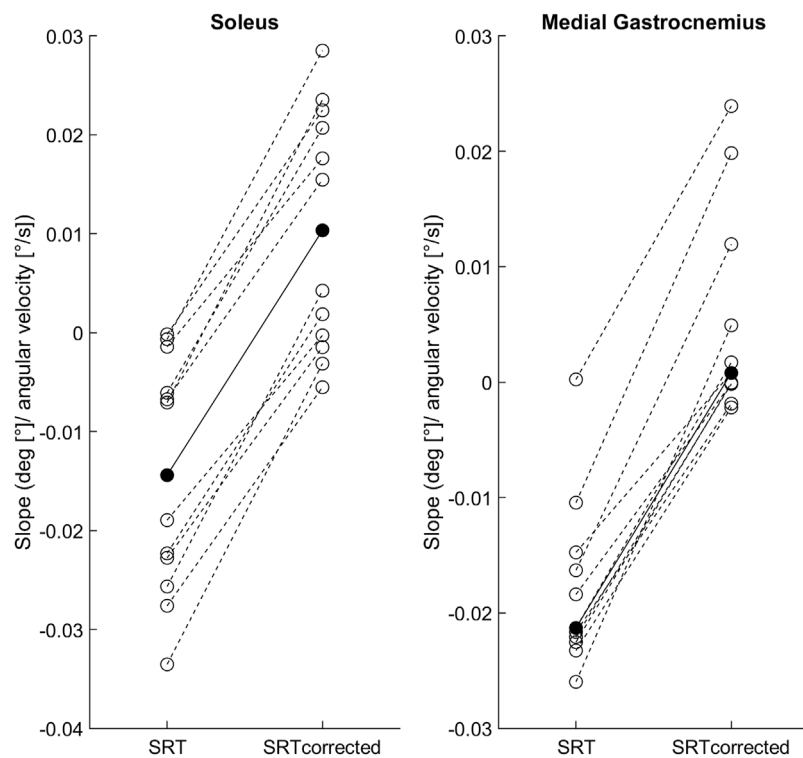 Soleus
Slope (deg [°]/ angular velocity [°/s])
0.03
0.02
0.01
0
-0.01
-0.02
-0.03
-0.04
SRT
SRTcorrected
Medial Gastrocnemius
Slope (deg [°]/ angular velocity [°/s])
0.03
0.02
0.01
0
-0.01
-0.02
-0.03
SRT
SRTcorrected